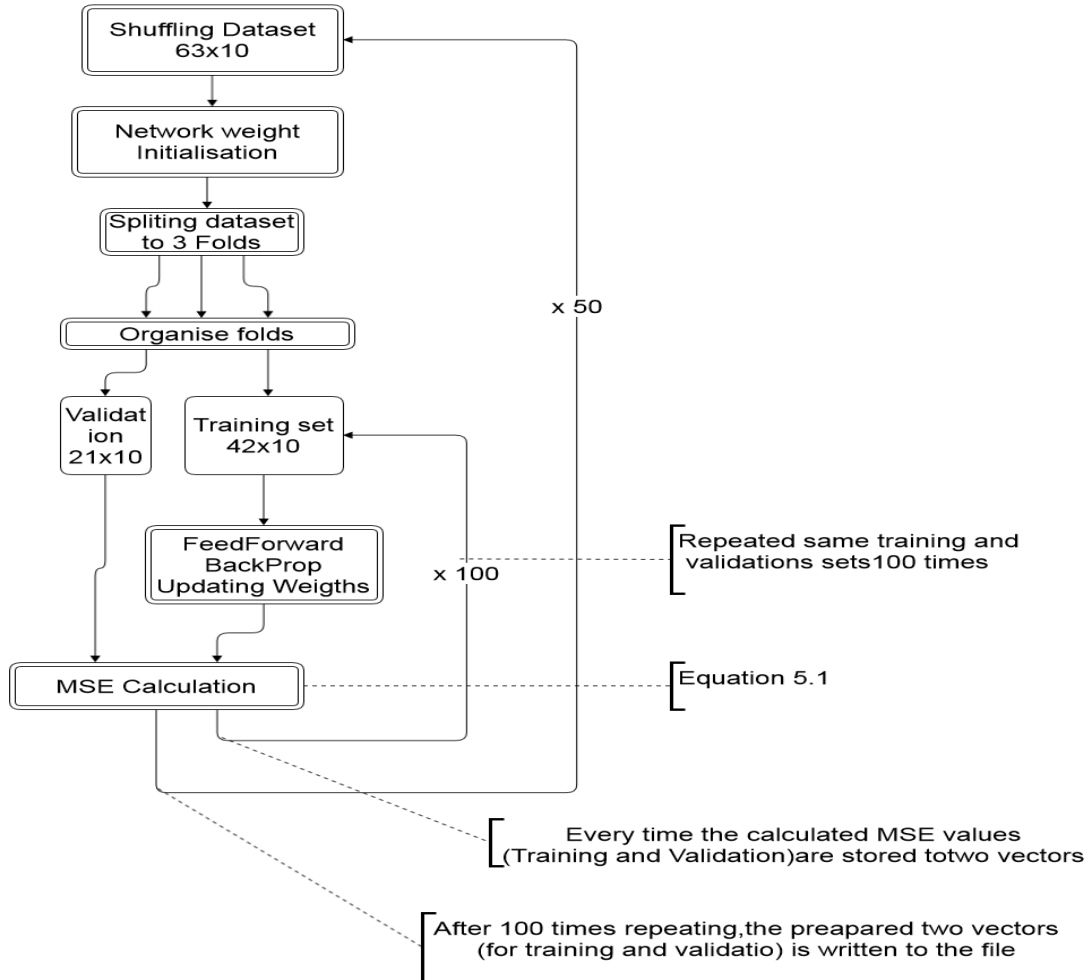 Shuffling Dataset
63x10
Network weight
Initialisation
Spliting dataset
to 3 Folds
x 50
Organise folds
Validat
ion
21x10
Training set
42x10
FeedForward
BackProp
Updating Weigths
x 100
Repeated same training and
validations sets100 times
MSE Calculation
Equation 5.1
Every time the calculated MSE values
(Training and Validation)are stored totwo vectors
After 100 times repeating,the preapared two vectors
(for training and validatio) is written to the file